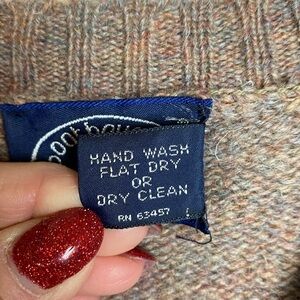 HAND WASH
FLAT DRY
OR
DRY CLEAN
RN 63457